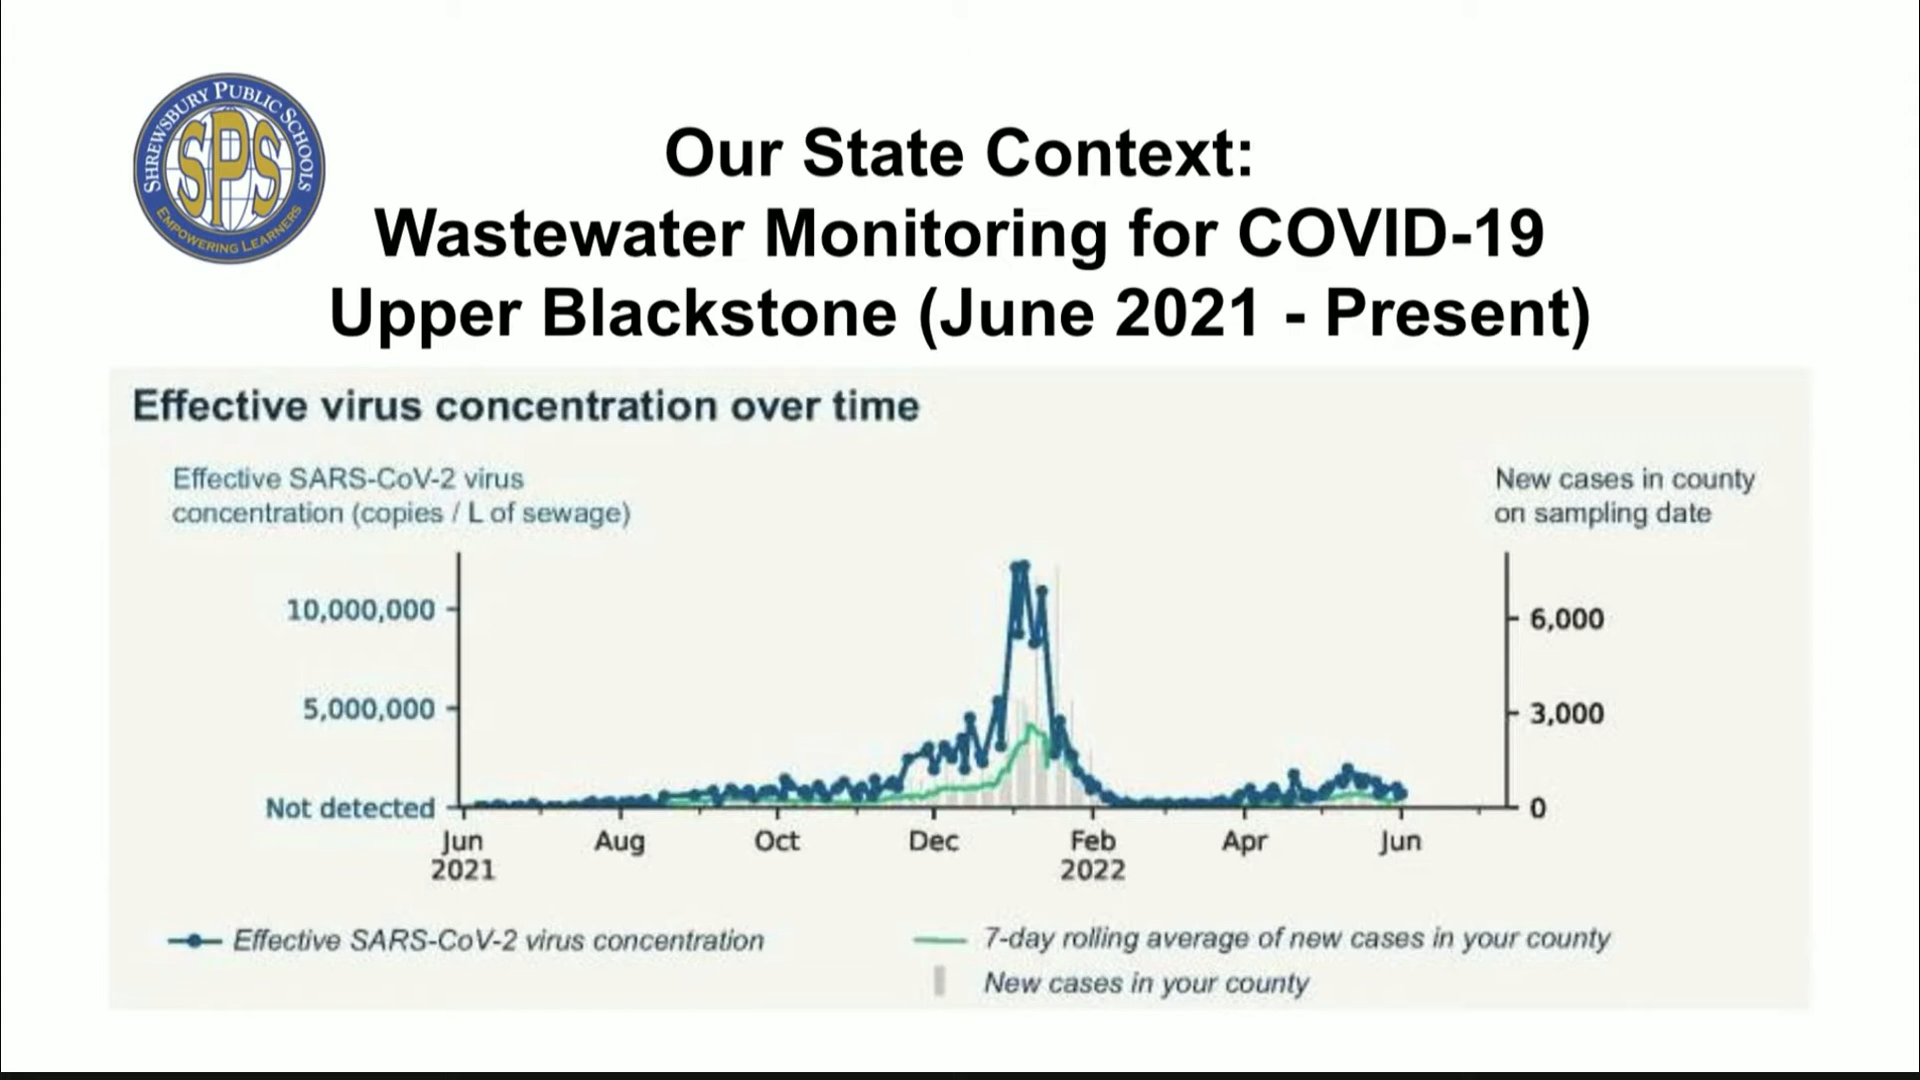 SHREWSBURY PUBLIC SCHOOLS
SPS
EMPOWERING LEARNERS
Our State Context:
Wastewater Monitoring for COVID-19
Upper Blackstone (June 2021 - Present)
Effective virus concentration over time
Effective SARS-CoV-2 virus
concentration (copies / L of sewage)
New cases in county
on sampling date
10,000,000
5,000,000
Not detected
6,000
3,000
0
Jun Aug Oct Dec Feb Apr Jun
2021 2022
Effective SARS-CoV-2 virus concentration
7-day rolling average of new cases in your county
New cases in your county